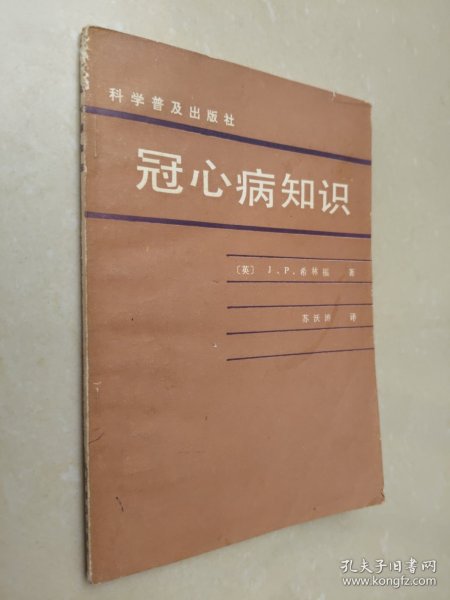 科学普及出版社
冠心病知识
〔英〕 J．P．希林福 著
苏沃洲 译
孔夫子旧书网
www.kongfz.com